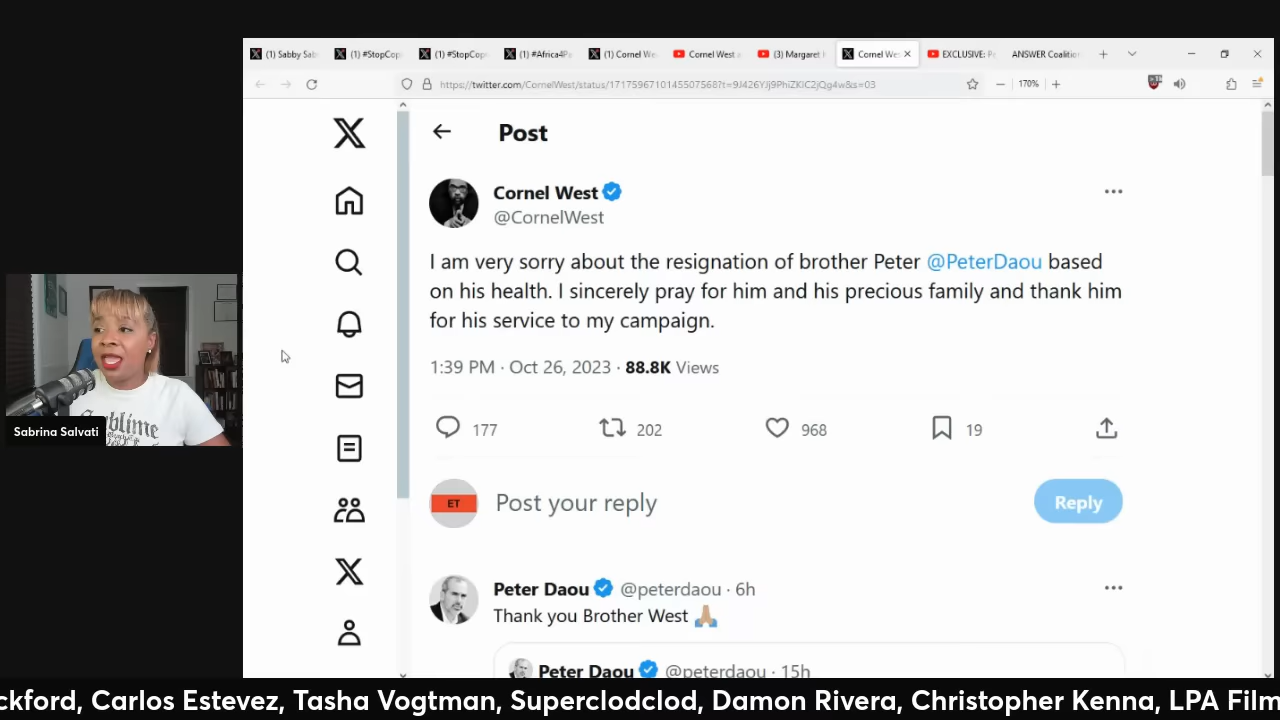 (1) Sabby Sab
(1) #StopCop
(1) #StopCop
(1) #Africa4Pa
(1) Cornel We
Cornel West a
(3) Margaret
Cornel We
EXCLUSIVE: P
ANSWER Coalition
https://twitter.com/CornelWest/status/1717596710145507568?t=9J426YJj9PhiZKlC2jQg4w&s=03
170%
Post
Cornel West
@CornelWest
I am very sorry about the resignation of brother Peter @PeterDaou based
on his health. I sincerely pray for him and his precious family and thank him
for his service to my campaign.
1:39 PM · Oct 26, 2023 · 88.8K Views
177
202
968
19
ET
Post your reply
Reply
Peter Daou @peterdaou · 6h
Thank you Brother West
Peter Daou @peterdaou · 15h
Sublime
Sabrina Salvati
ckford, Carlos Estevez, Tasha Vogtman, Superclodclod, Damon Rivera, Christopher Kenna, LPA Film